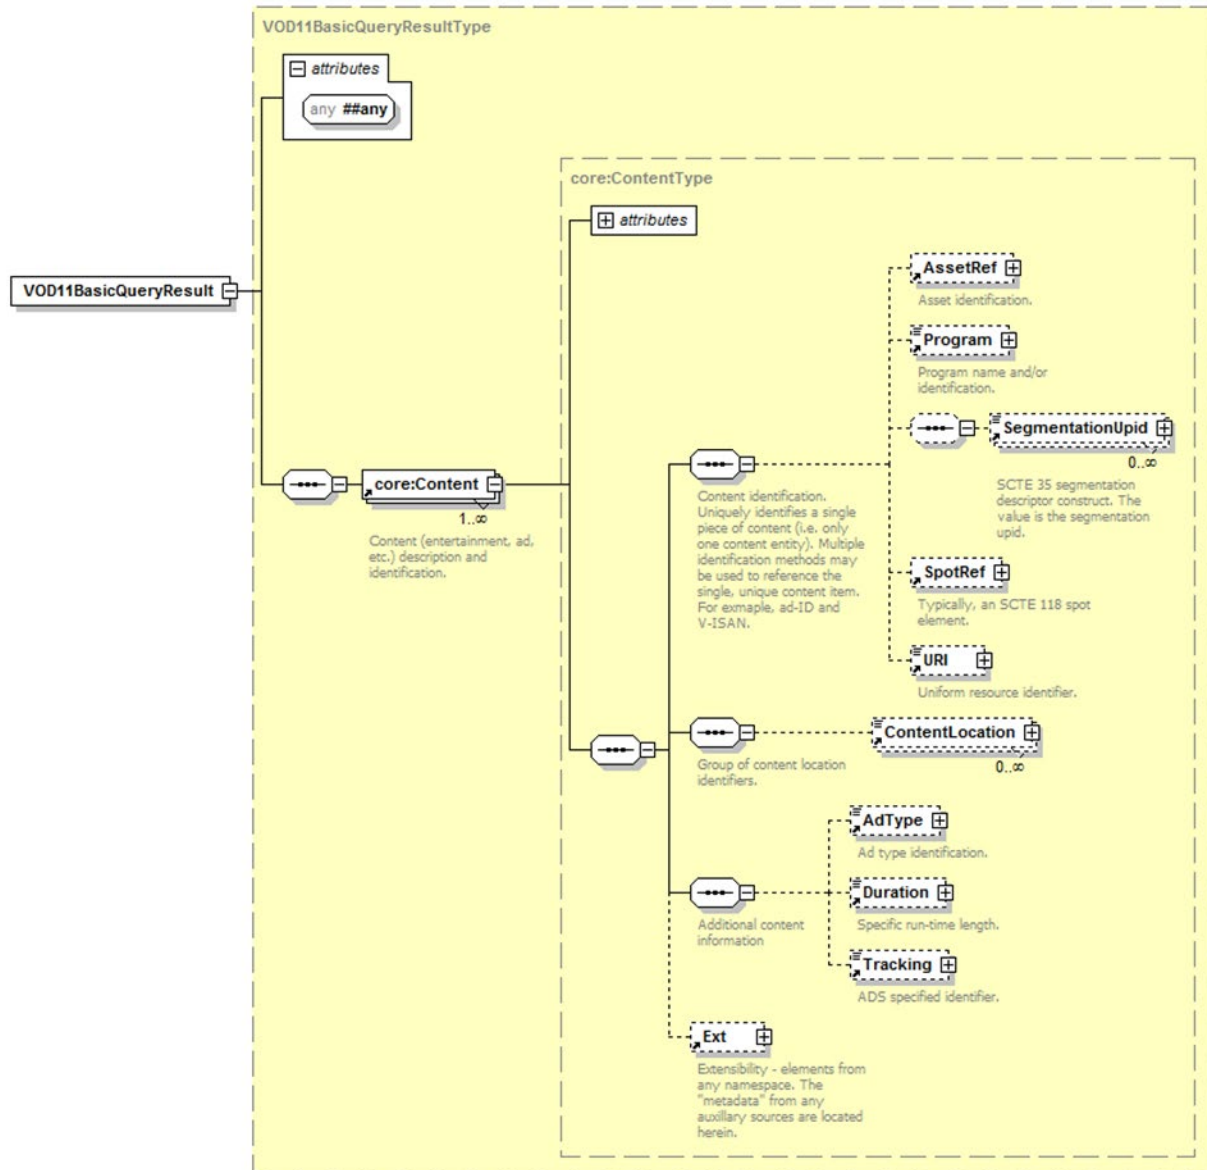 VOD11BasicQueryResultType
attributes
any ##any
core:ContentType
attributes
VOD11BasicQueryResult
AssetRef
Asset identification.
Program
Program name and/or
identification.
SegmentationUpid
0..∞
SCTE 35 segmentation
descriptor construct. The
value is the segmentation
upid.
core:Content
1..∞
Content (entertainment, ad,
etc.) description and
identification.
Content identification.
Uniquely identifies a single
piece of content (i.e. only
one content entity). Multiple
identification methods may
be used to reference the
single, unique content item.
For exmaple, ad-ID and
V-ISAN.
SpotRef
Typically, an SCTE 118 spot
element.
URI
Uniform resource identifier.
ContentLocation
0..∞
Group of content location
identifiers.
AdType
Ad type identification.
Duration
Specific run-time length.
Additional content
information
Tracking
ADS specified identifier.
Ext
Extensibility - elements from
any namespace. The
"metadata" from any
auxillary sources are located
herein.